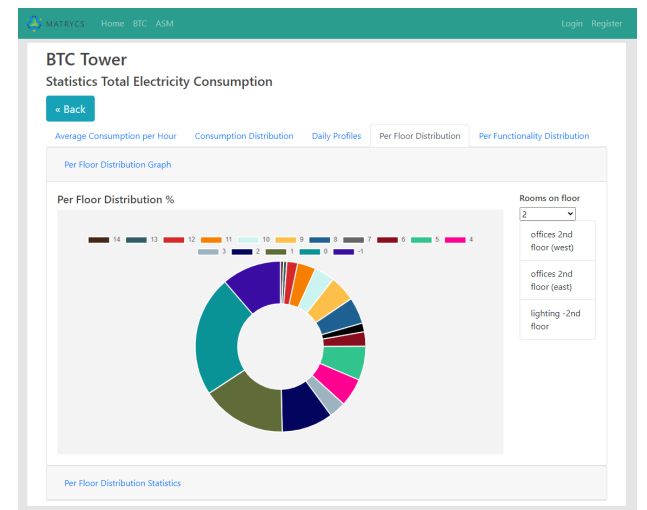 MATRYCS Home BTC ASM Login Register
BTC Tower
Statistics Total Electricity Consumption
« Back
Average Consumption per Hour Consumption Distribution Daily Profiles Per Floor Distribution Per Functionality Distribution
Per Floor Distribution Graph
Per Floor Distribution %
Rooms on floor
2
14 13 12 11 10 9 8 7 6 5 4
3 2 1 0 -1
offices 2nd
floor (west)
offices 2nd
floor (east)
lighting -2nd
floor
Per Floor Distribution Statistics